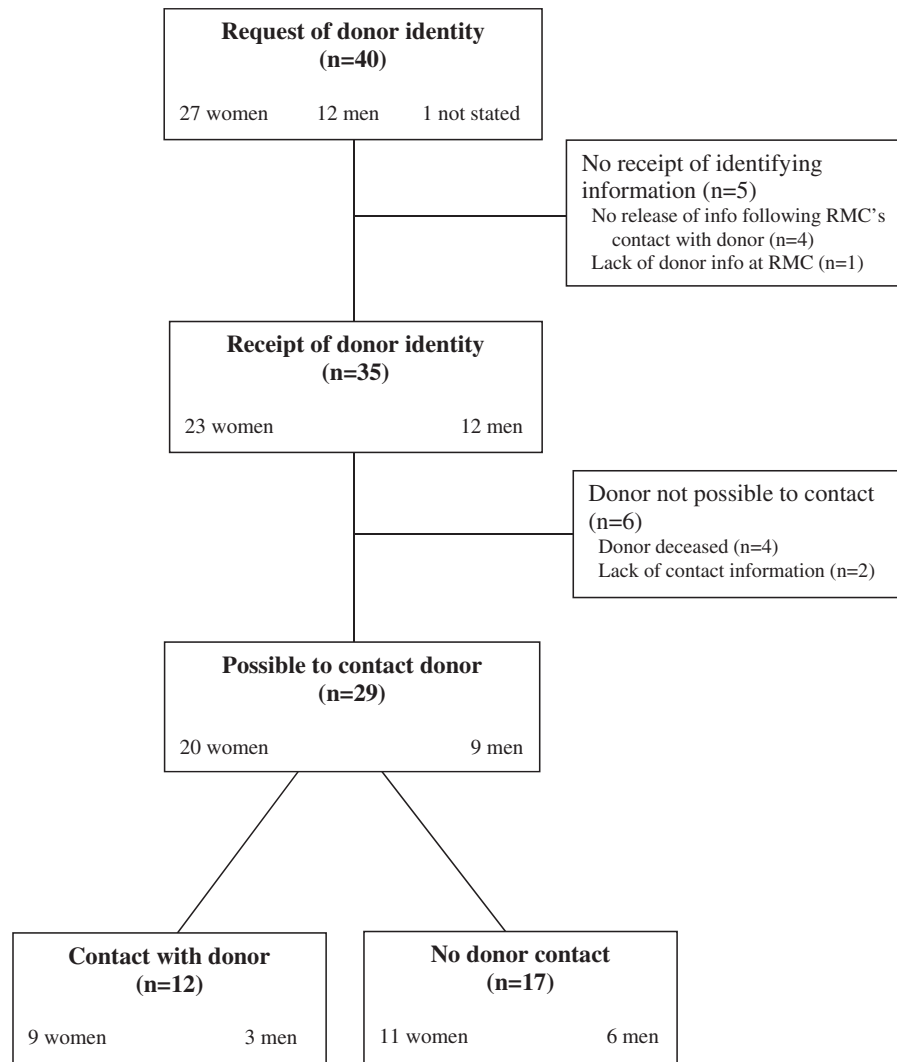 Request of donor identity
(n=40)
27 women 12 men 1 not stated
No receipt of identifying
information (n=5)
No release of info following RMC's
contact with donor (n=4)
Lack of donor info at RMC (n=1)
Receipt of donor identity
(n=35)
23 women 12 men
Donor not possible to contact
(n=6)
Donor deceased (n=4)
Lack of contact information (n=2)
Possible to contact donor
(n=29)
20 women 9 men
Contact with donor
(n=12)
9 women 3 men
No donor contact
(n=17)
11 women 6 men